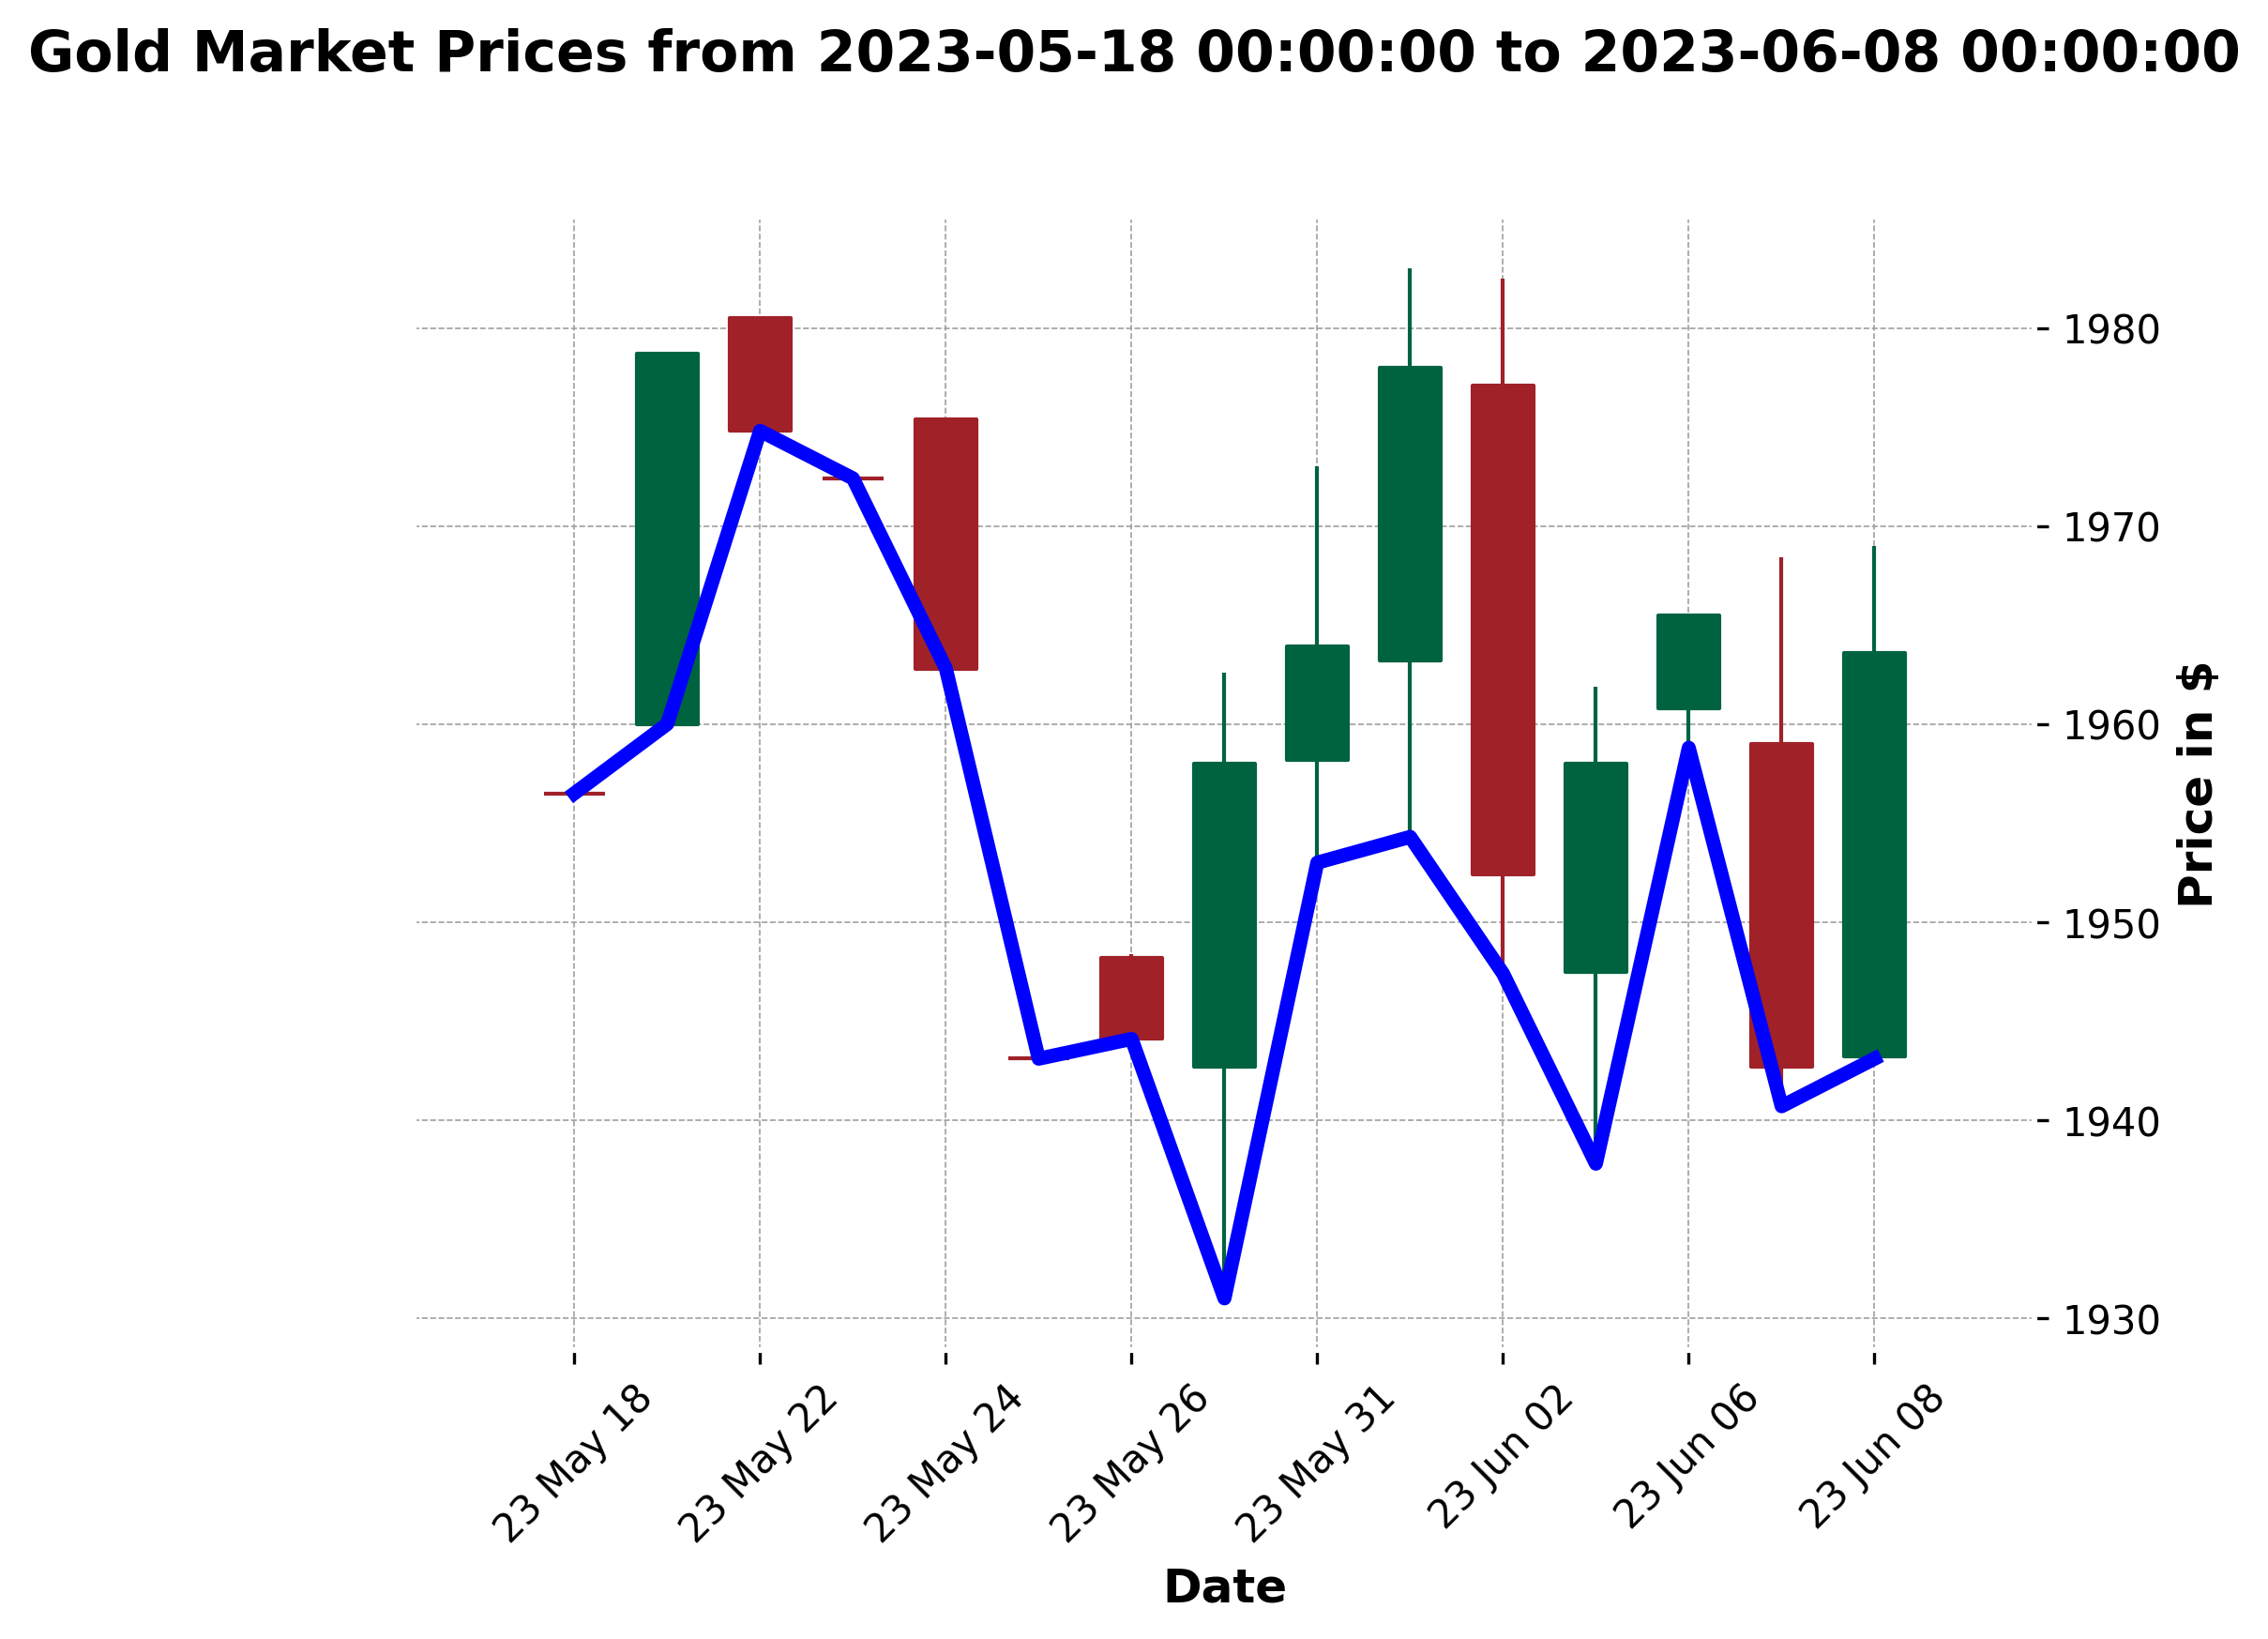 Gold Market Prices from 2023-05-18 00:00:00 to 2023-06-08 00:00:00
1980
1970
1960
1950
1940
1930
Price in $
23 May 18
23 May 22
23 May 24
23 May 26
23 May 31
23 Jun 02
23 Jun 06
23 Jun 08
Date